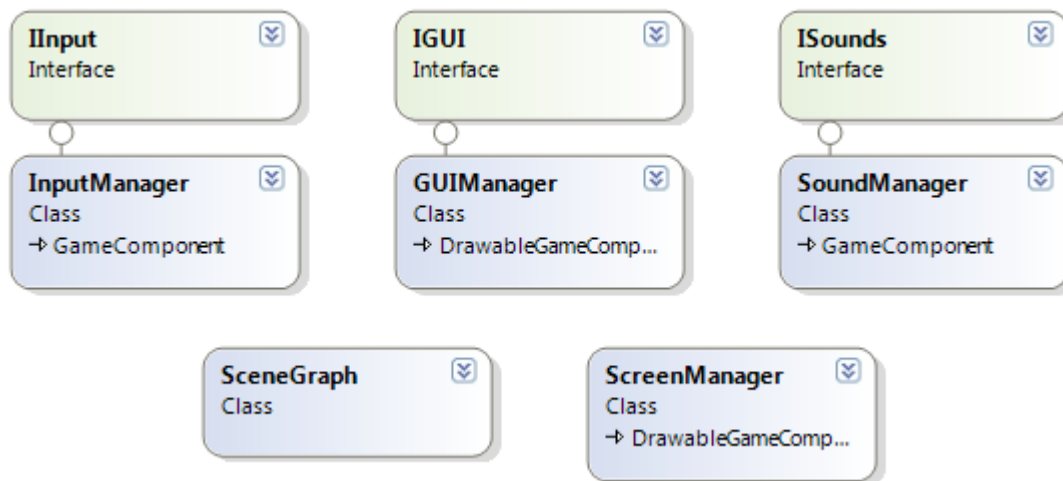 IInput
Interface
IGUI
Interface
ISounds
Interface
InputManager
Class
GameComponent
GUIManager
Class
DrawableGameComp...
SoundManager
Class
GameComponent
SceneGraph
Class
ScreenManager
Class
DrawableGameComp...